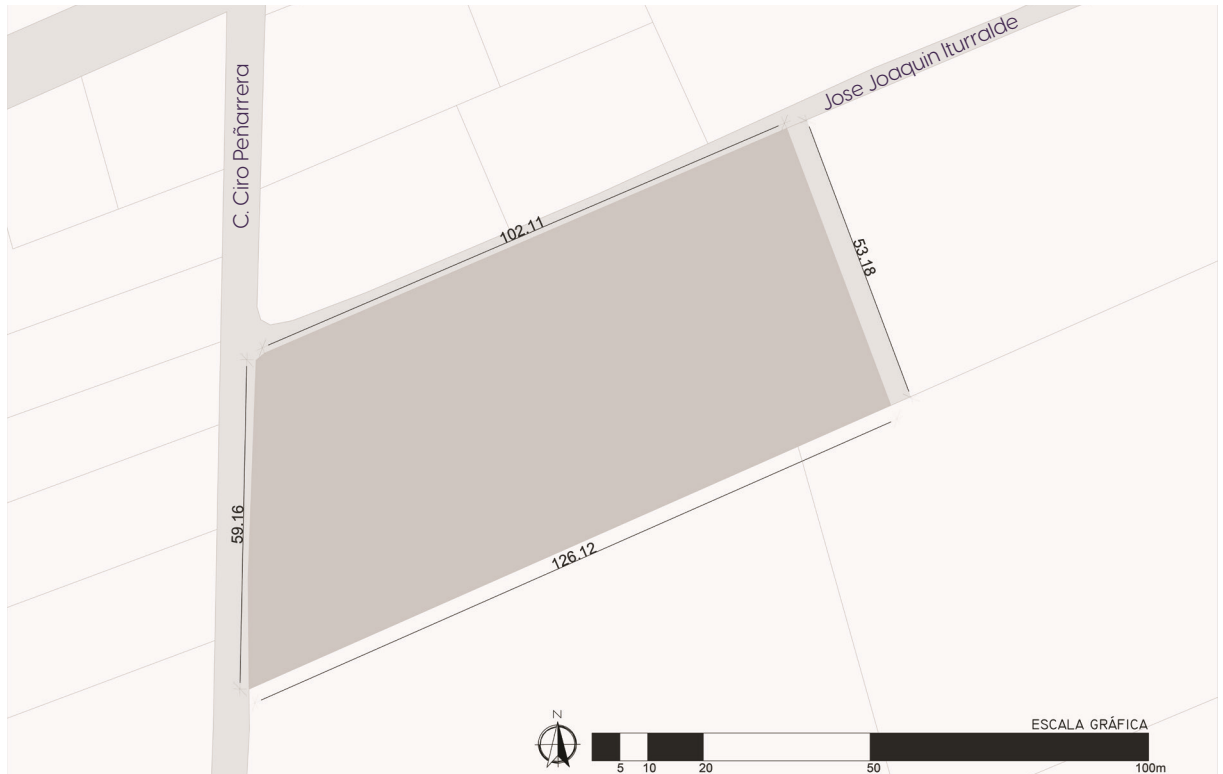 Jose Joaquin Iturralde
C. Ciro Peñarrera
102.11
53.18
59.16
126.12
N
ESCALA GRÁFICA
5 10 20 50 100m